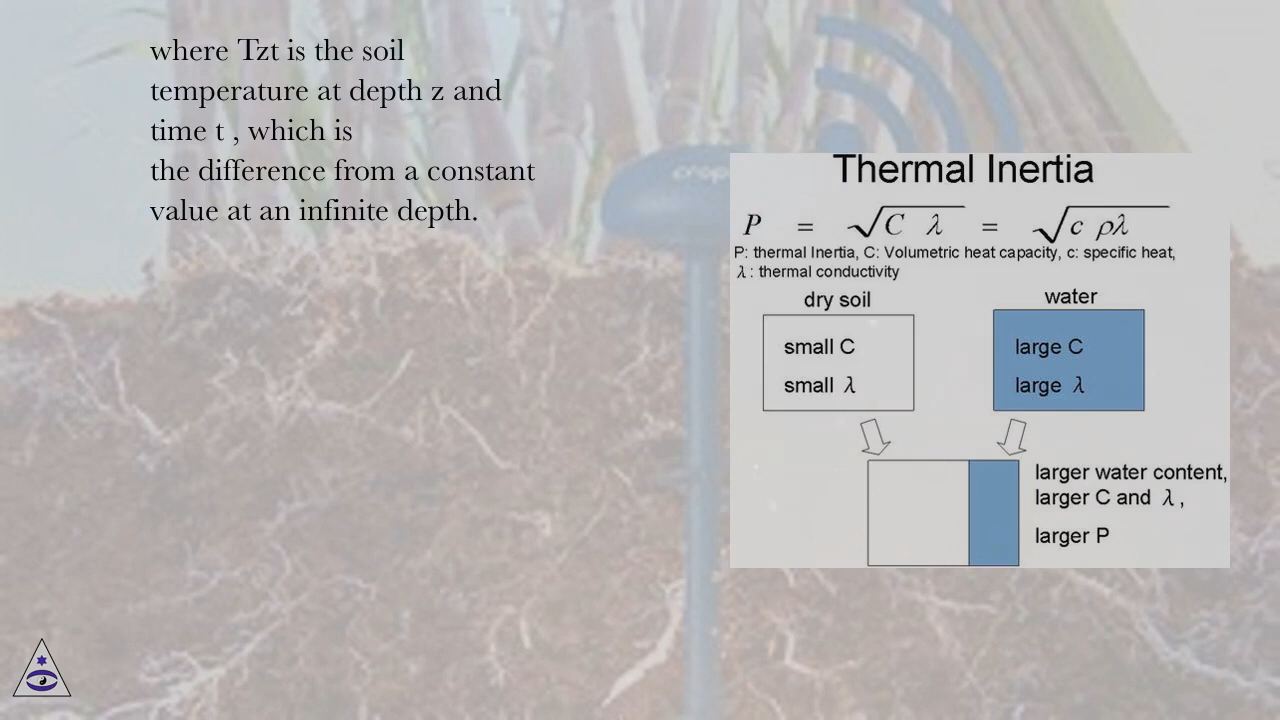 where Tzt is the soil
temperature at depth z and
time t , which is
the difference from a constant
value at an infinite depth.
Thermal Inertia
P = √C λ = √c ρλ
P: thermal Inertia, C: Volumetric heat capacity, c: specific heat,
λ : thermal conductivity
dry soil
water
small C
small λ
large C
large λ
larger water content,
larger C and λ ,
larger P